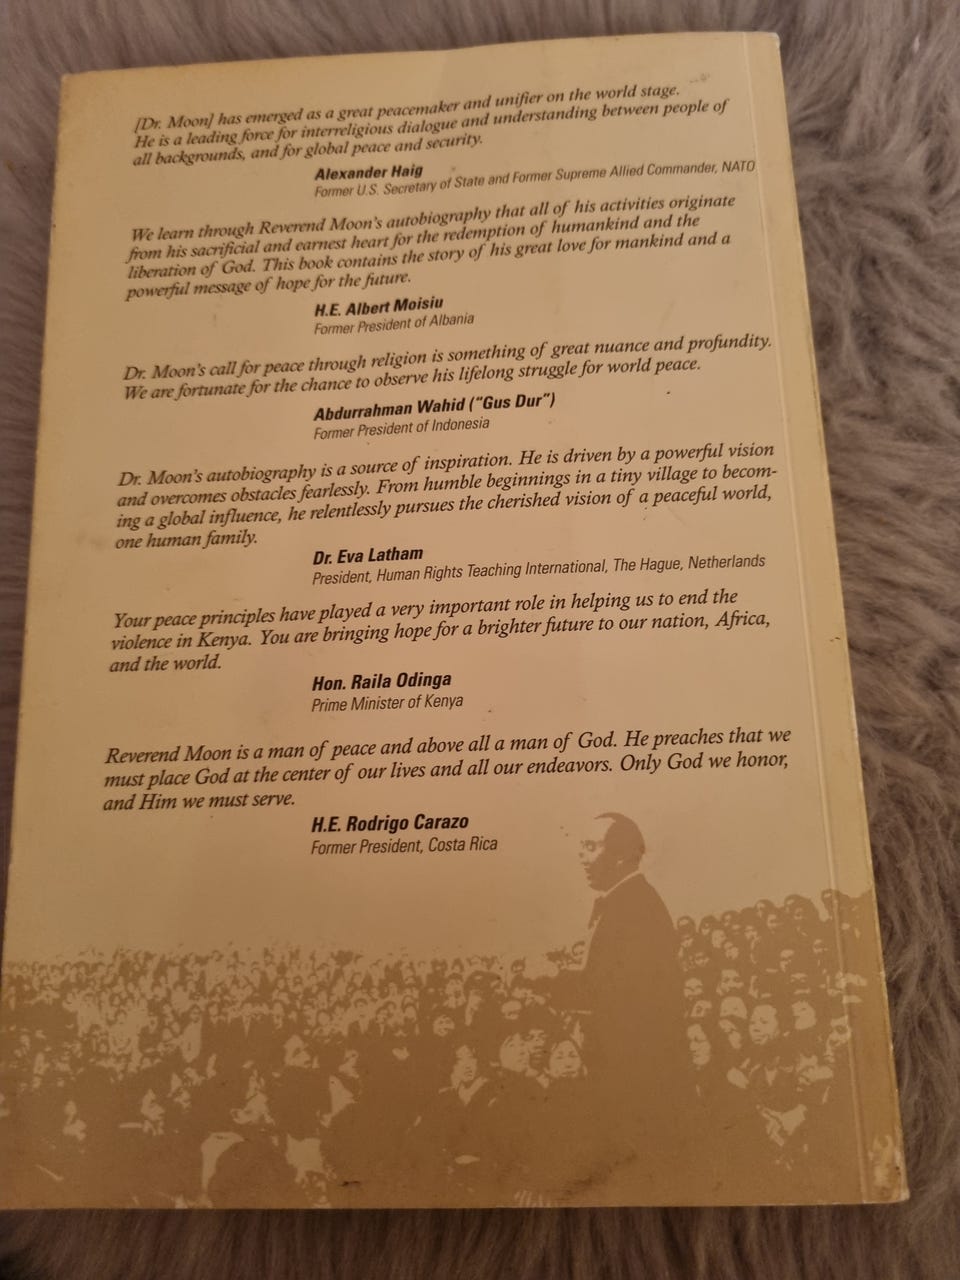 [Dr. Moon] has emerged as a great peacemaker and unifier on the world stage.
He is a leading force for interreligious dialogue and understanding between people of
all backgrounds, and for global peace and security.
Alexander Haig
Former U.S. Secretary of State and Former Supreme Allied Commander, NATO
We learn through Reverend Moon's autobiography that all of his activities originate
from his sacrificial and earnest heart for the redemption of humankind and the
liberation of God. This book contains the story of his great love for mankind and a
powerful message of hope for the future.
H.E. Albert Moisiu
Former President of Albania
Dr. Moon's call for peace through religion is something of great nuance and profundity.
We are fortunate for the chance to observe his lifelong struggle for world peace.
Abdurrahman Wahid ("Gus Dur")
Former President of Indonesia
Dr. Moon's autobiography is a source of inspiration. He is driven by a powerful vision
and overcomes obstacles fearlessly. From humble beginnings in a tiny village to becom-
ing a global influence, he relentlessly pursues the cherished vision of a peaceful world,
one human family.
Dr. Eva Latham
President, Human Rights Teaching International, The Hague, Netherlands
Your peace principles have played a very important role in helping us to end the
violence in Kenya. You are bringing hope for a brighter future to our nation, Africa,
and the world.
Hon. Raila Odinga
Prime Minister of Kenya
Reverend Moon is a man of peace and above all a man of God. He preaches that we
must place God at the center of our lives and all our endeavors. Only God we honor,
and Him we must serve.
H.E. Rodrigo Carazo
Former President, Costa Rica